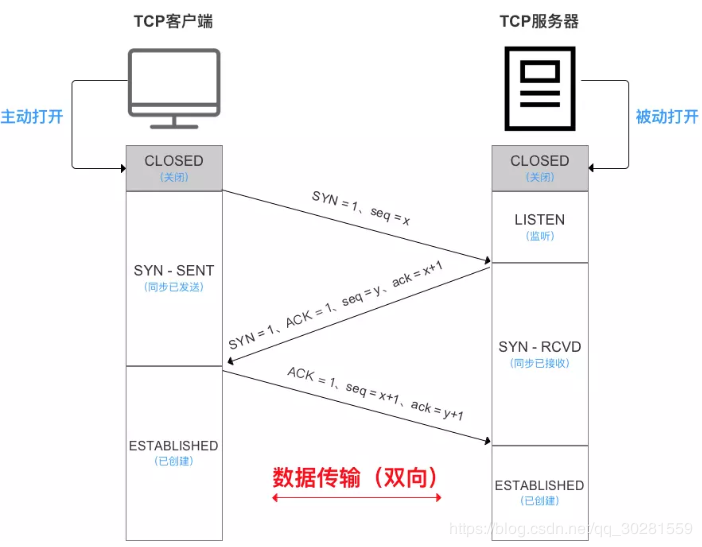 TCP客户端
TCP服务器
主动打开
被动打开
CLOSED
(关闭)
CLOSED
(关闭)
SYN = 1、seq = x
LISTEN
(监听)
SYN - SENT
(同步已发送)
SYN = 1、ACK = 1、seq = y、ack = x+1
SYN - RCVD
(同步已接收)
ACK = 1、seq = x+1、ack = y+1
ESTABLISHED
(已创建)
数据传输（双向）
ESTABLISHED
(已创建)
https://blog.csdn.net/qq_30281559